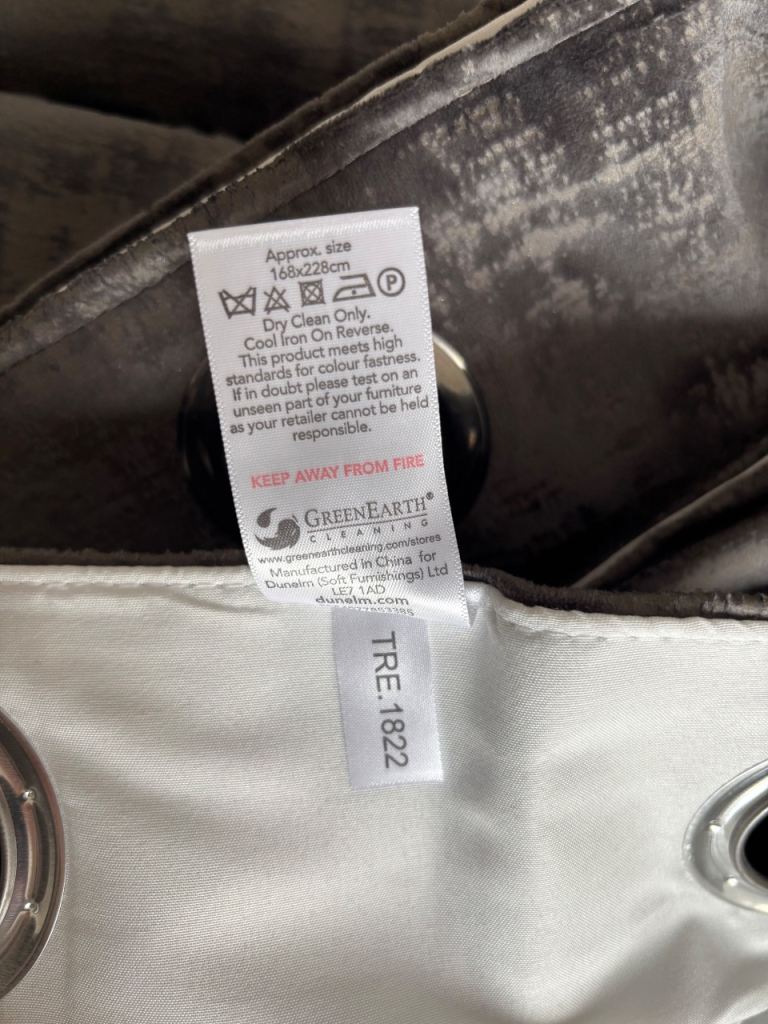 Approx. size
168x228cm
P
Dry Clean Only.
Cool Iron On Reverse.
This product meets high
standards for colour fastness.
If in doubt please test on an
unseen part of your furniture
as your retailer cannot be held
responsible.
KEEP AWAY FROM FIRE
GREENEARTH®
CLEANING
www.greenearthcleaning.com/stores
Manufactured in China for
Dunelm (Soft Furnishings) Ltd
LE7 1AD
dunelm.com
TRE.1822